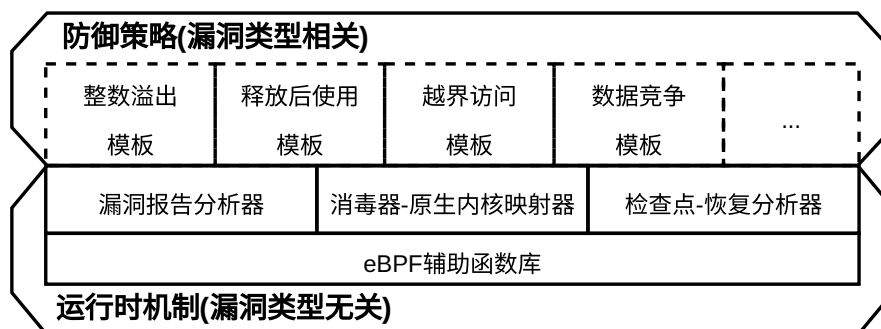 防御策略(漏洞类型相关)
整数溢出 释放后使用 越界访问 数据竞争
模板 模板 模板 模板 ...
漏洞报告分析器 消毒器-原生内核映射器 检查点-恢复分析器
eBPF辅助函数库
运行时机制(漏洞类型无关)